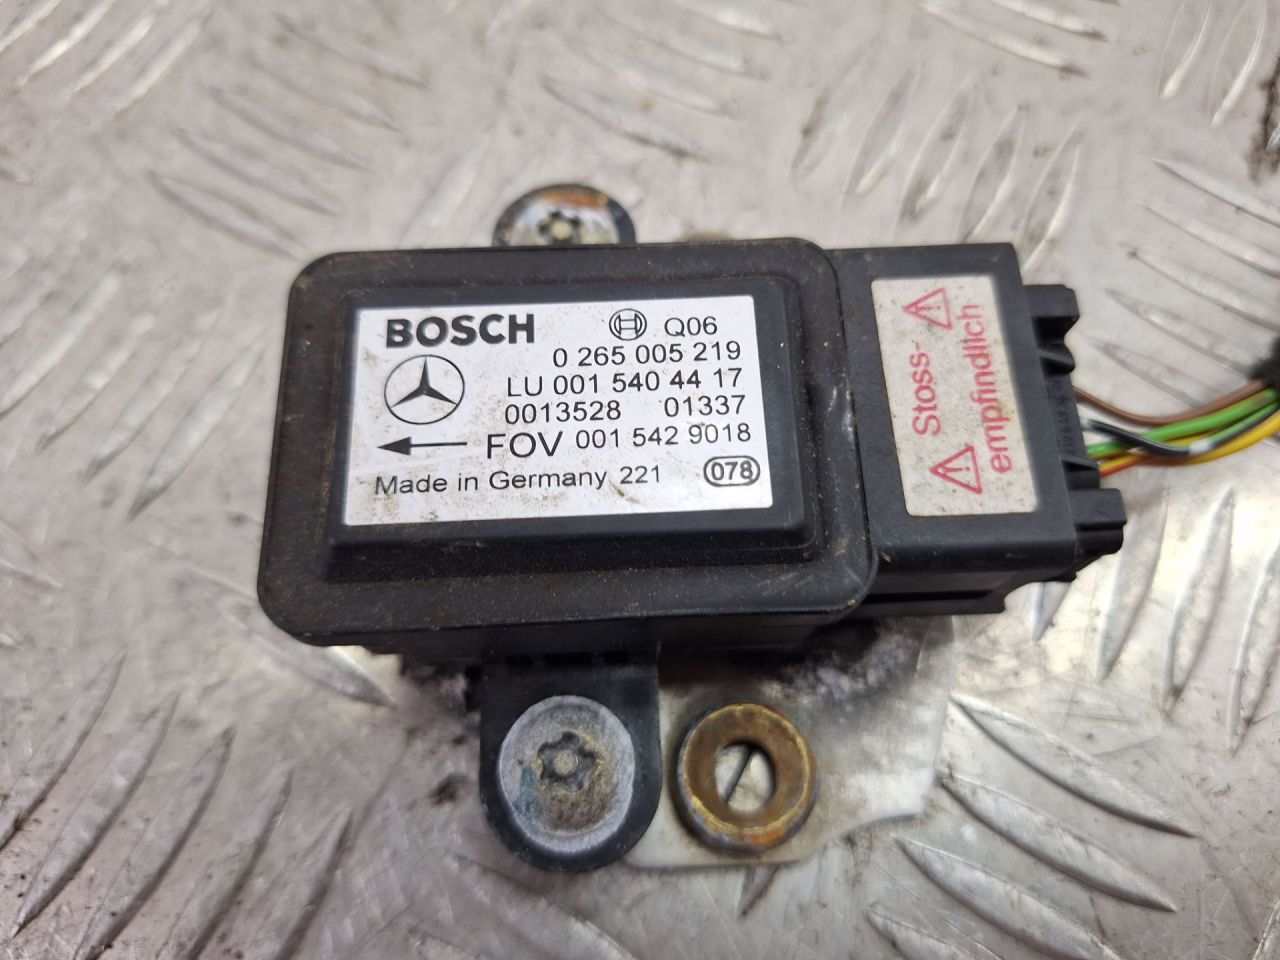 BOSCH Q06
0 265 005 219
LU 001 540 44 17
0013528 01337
FOV 001 542 9018
Made in Germany 221 078
Stoss-
empfindlich